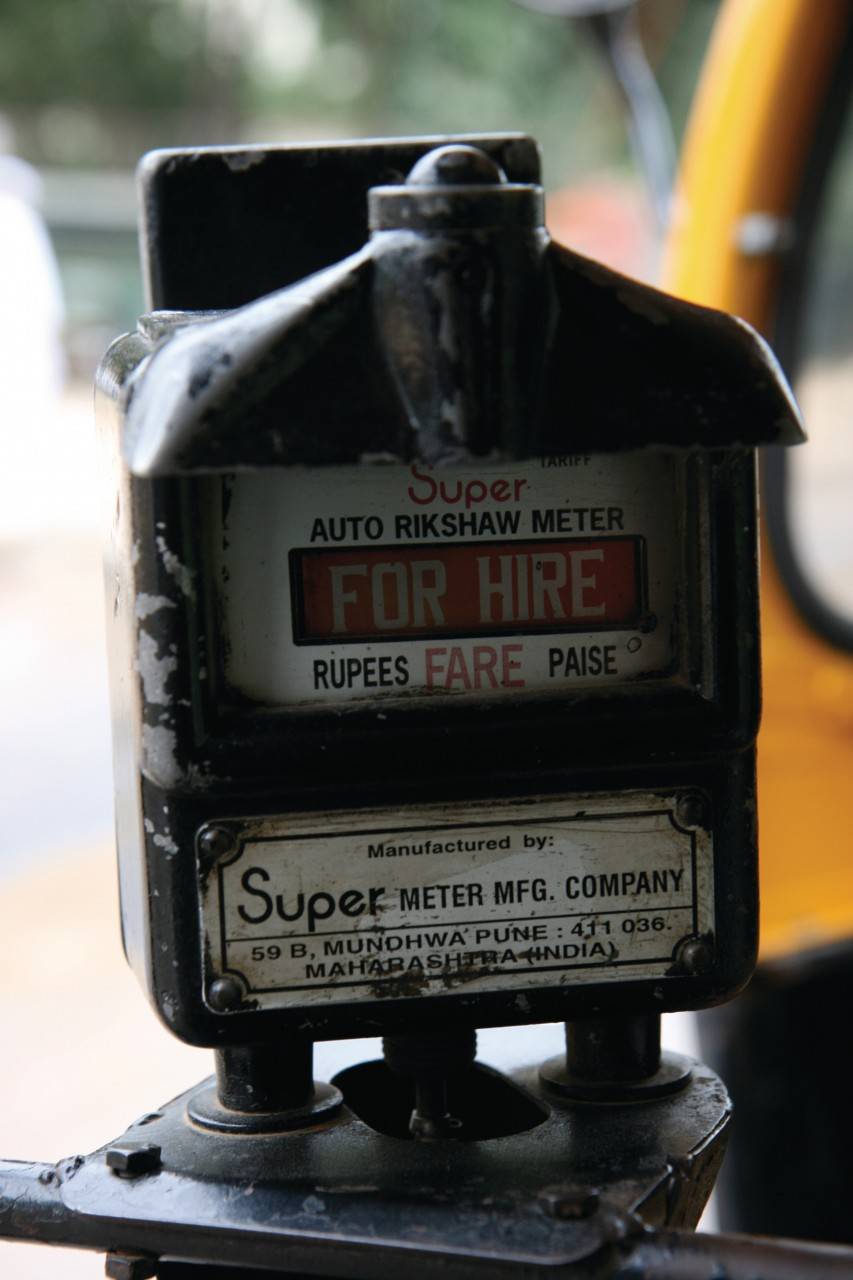 TARIFF
Super
AUTO RIKSHAW METER
FOR HIRE
RUPEES FARE PAISE
Manufactured by:
Super METER MFG. COMPANY
59 B, MUNDHWA PUNE : 411 036.
MAHARASHTRA (INDIA)